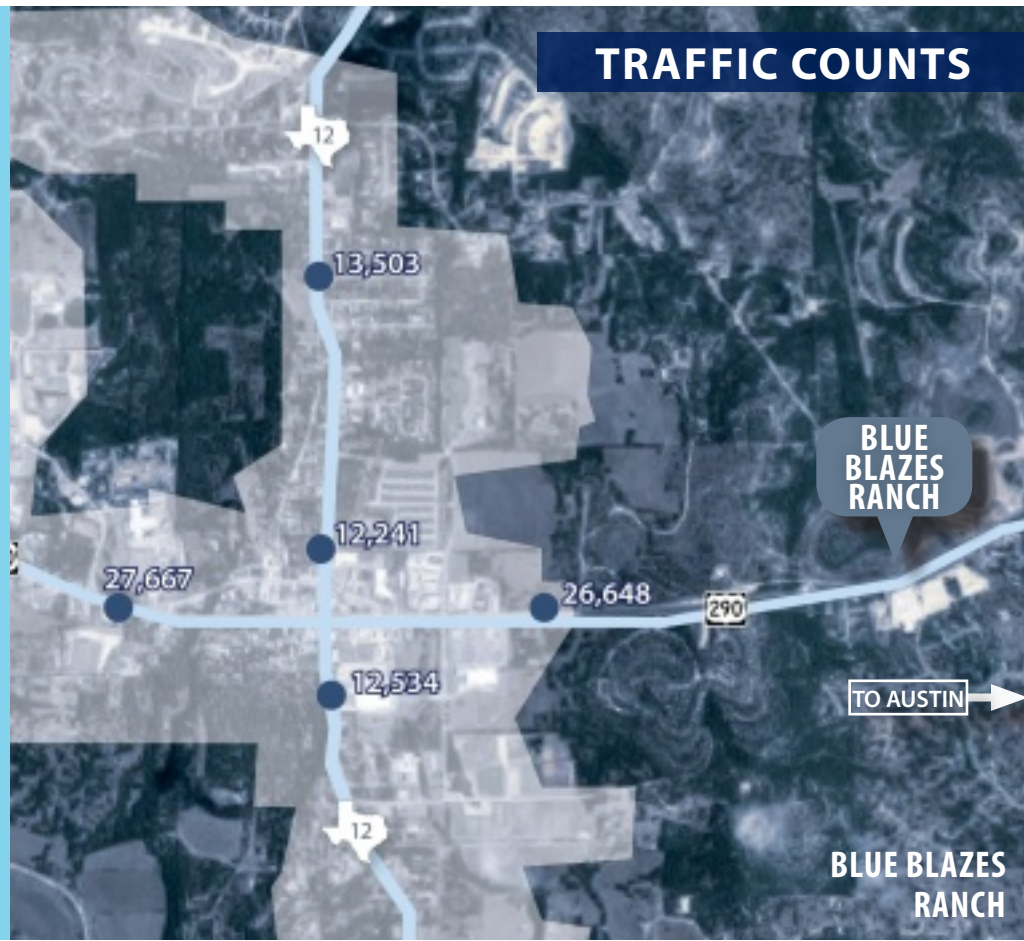 TRAFFIC COUNTS
12
13,503
BLUE
BLAZES
RANCH
12,241
27,667
26,648
290
12,534
TO AUSTIN
12
BLUE BLAZES
RANCH